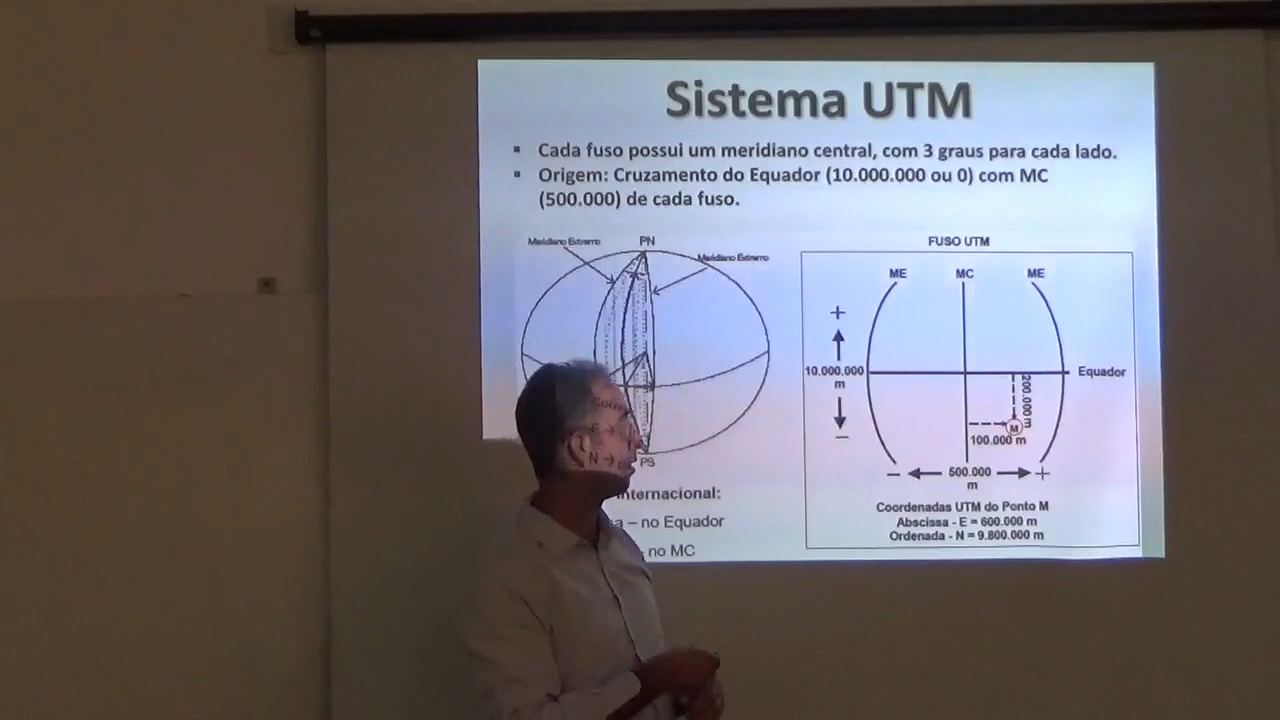 Sistema UTM
▪ Cada fuso possui um meridiano central, com 3 graus para cada lado.
▪ Origem: Cruzamento do Equador (10.000.000 ou 0) com MC
(500.000) de cada fuso.
Meridiano Extremo
PN
Meridiano Extremo
PS
N →
internacional:
– no Equador
no MC
FUSO UTM
ME MC ME
+
10.000.000
m
Equador
200.000 m
M
100.000 m
–
– 500.000 +
m
Coordenadas UTM do Ponto M
Abscissa - E = 600.000 m
Ordenada - N = 9.800.000 m